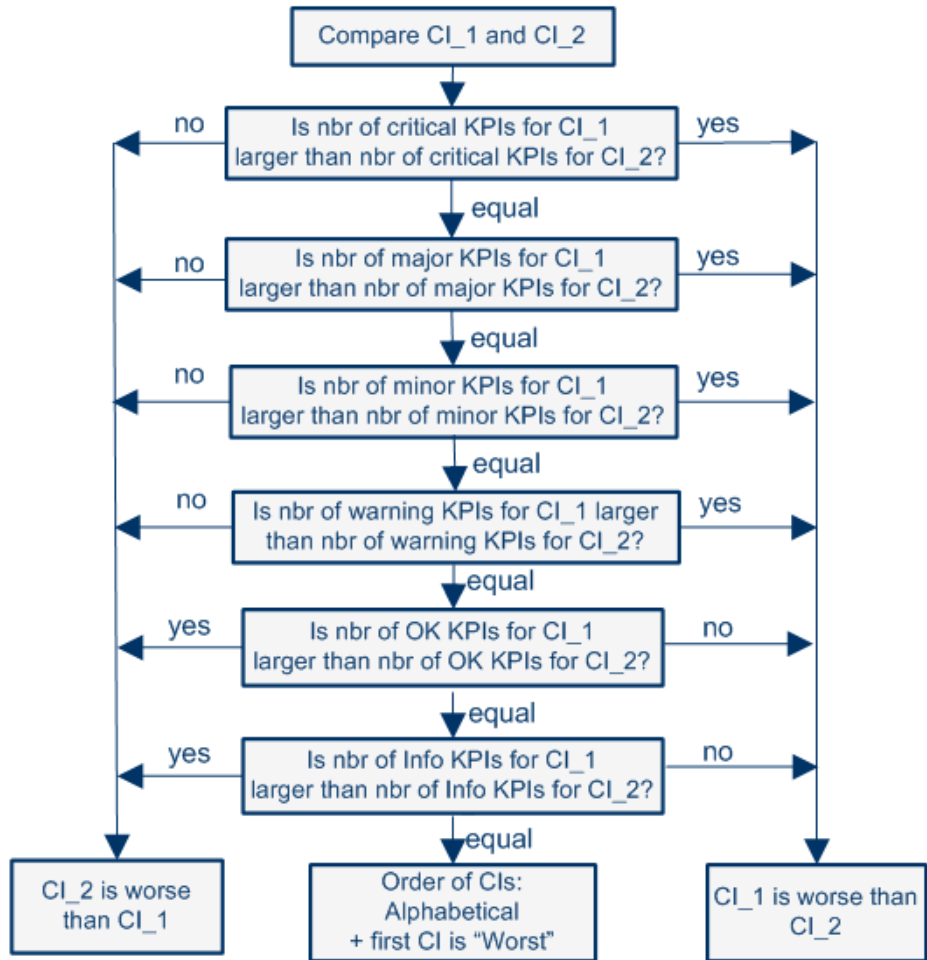 Compare CI_1 and CI_2
no
Is nbr of critical KPIs for CI_1
larger than nbr of critical KPIs for CI_2?
yes
equal
no
Is nbr of major KPIs for CI_1
larger than nbr of major KPIs for CI_2?
yes
equal
no
Is nbr of minor KPIs for CI_1
larger than nbr of minor KPIs for CI_2?
yes
equal
no
Is nbr of warning KPIs for CI_1 larger
than nbr of warning KPIs for CI_2?
yes
equal
yes
Is nbr of OK KPIs for CI_1
larger than nbr of OK KPIs for CI_2?
no
equal
yes
Is nbr of Info KPIs for CI_1
larger than nbr of Info KPIs for CI_2?
no
equal
CI_2 is worse
than CI_1
Order of CIs:
Alphabetical
+ first CI is “Worst”
CI_1 is worse than
CI_2